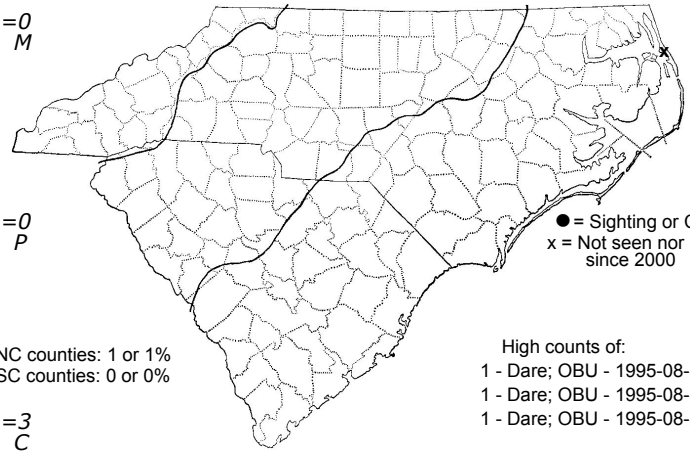 =0
M
x
=0
P
● = Sighting or C
x = Not seen nor
since 2000
NC counties: 1 or 1%
SC counties: 0 or 0%
High counts of:
1 - Dare; OBU - 1995-08-
1 - Dare; OBU - 1995-08-
1 - Dare; OBU - 1995-08-
=3
C